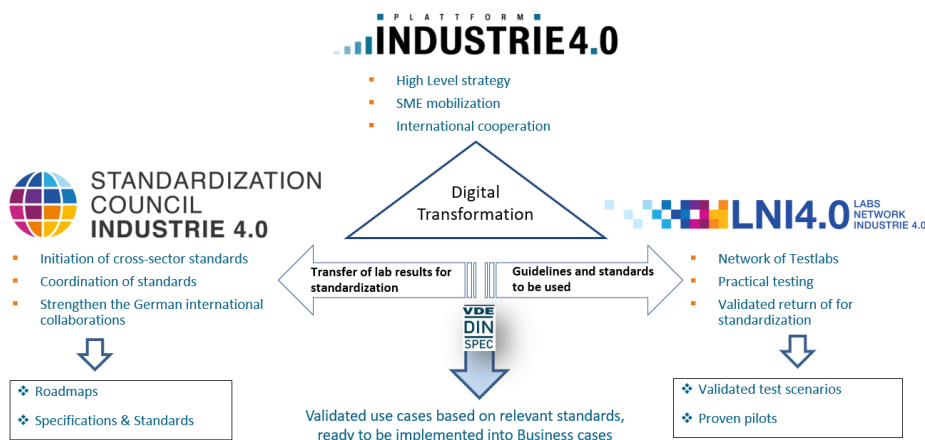 PLATTFORM
INDUSTRIE4.0
High Level strategy
SME mobilization
International cooperation
Digital
Transformation
STANDARDIZATION
COUNCIL
INDUSTRIE 4.0
Initiation of cross-sector standards
Coordination of standards
Strengthen the German international
collaborations
Roadmaps
Specifications & Standards
Transfer of lab results for
standardization
Guidelines and standards
to be used
VDE
DIN
SPEC
Validated use cases based on relevant standards,
ready to be implemented into Business cases
LNI4.0
LABS
NETWORK
INDUSTRIE 4.0
Network of Testlabs
Practical testing
Validated return of for
standardization
Validated test scenarios
Proven pilots